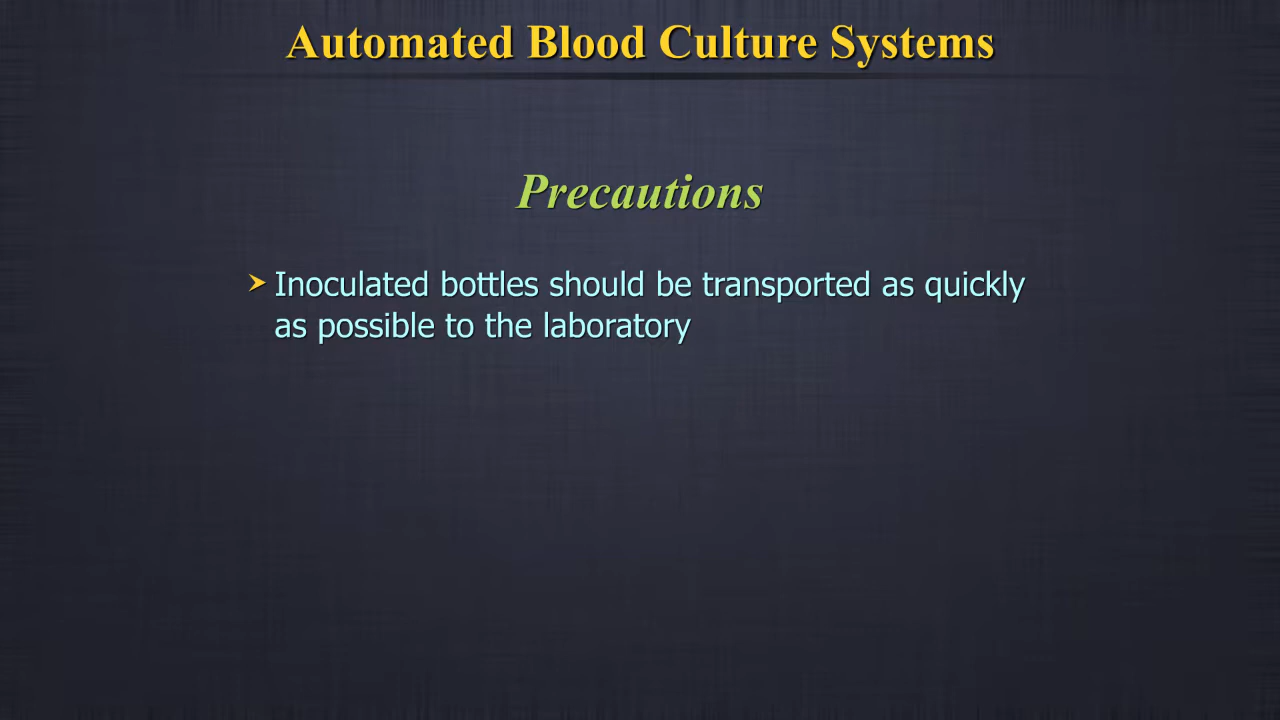 Automated Blood Culture Systems
Precautions
➤ Inoculated bottles should be transported as quickly
as possible to the laboratory